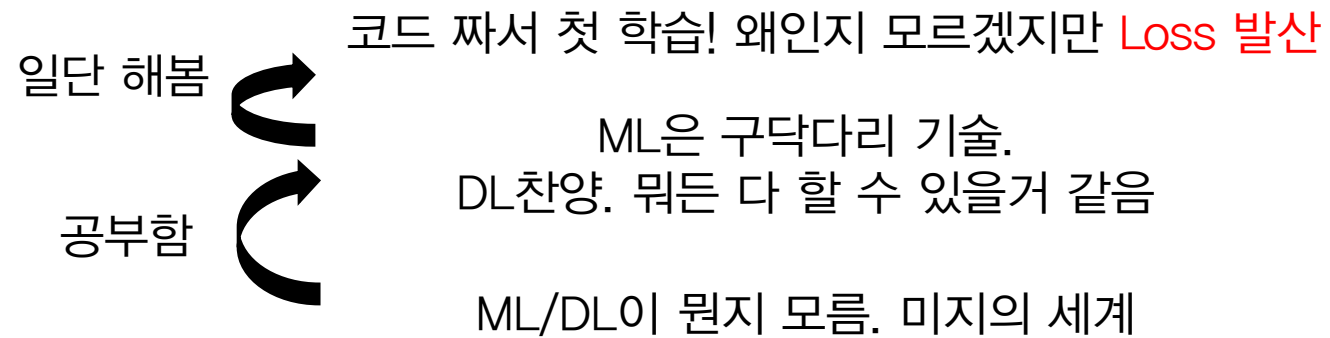 코드 짜서 첫 학습! 왜인지 모르겠지만 Loss 발산
일단 해봄
ML은 구닥다리 기술.
DL찬양. 뭐든 다 할 수 있을거 같음
공부함
ML/DL이 뭔지 모름. 미지의 세계